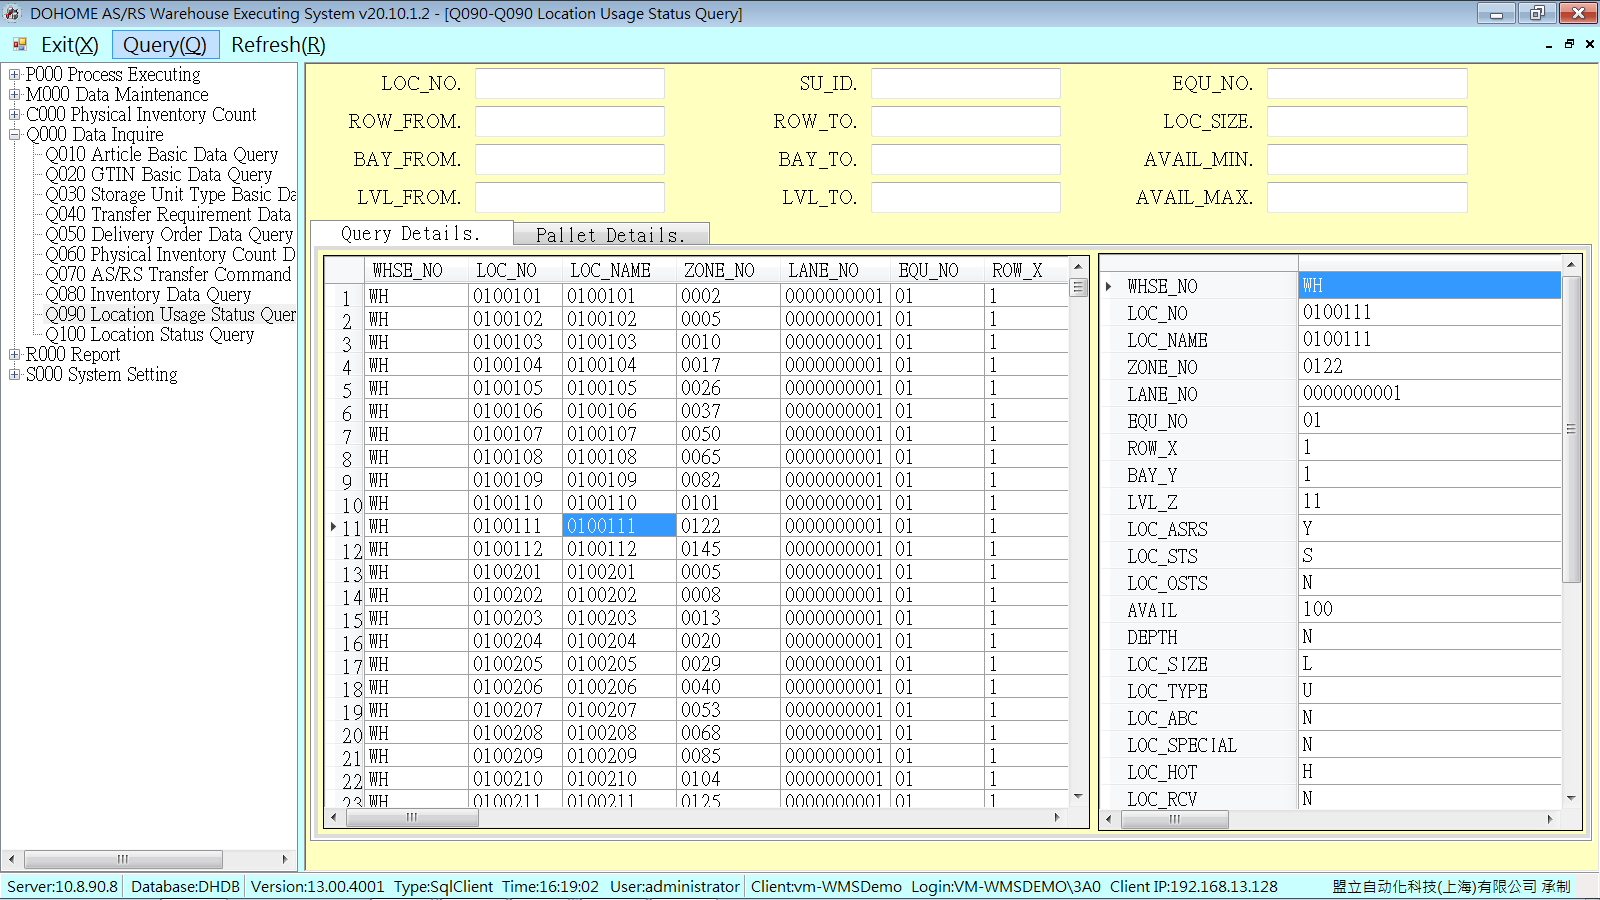 DOHOME AS/RS Warehouse Executing System v20.10.1.2 - [Q090-Q090 Location Usage Status Query]
Exit(X) Query(Q) Refresh(R)
P000 Process Executing
M000 Data Maintenance
C000 Physical Inventory Count
Q000 Data Inquire
Q010 Article Basic Data Query
Q020 GTIN Basic Data Query
Q030 Storage Unit Type Basic Da
Q040 Transfer Requirement Data
Q050 Delivery Order Data Query
Q060 Physical Inventory Count D
Q070 AS/RS Transfer Command
Q080 Inventory Data Query
Q090 Location Usage Status Quer
Q100 Location Status Query
R000 Report
S000 System Setting
LOC_NO. SU_ID. EQU_NO.
ROW_FROM. ROW_TO. LOC_SIZE.
BAY_FROM. BAY_TO. AVAIL_MIN.
LVL_FROM. LVL_TO. AVAIL_MAX.
Query Details. Pallet Details.
WHSE_NO LOC_NO LOC_NAME ZONE_NO LANE_NO EQU_NO ROW_X
1 WH 0100101 0100101 0002 0000000001 01 1
2 WH 0100102 0100102 0005 0000000001 01 1
3 WH 0100103 0100103 0010 0000000001 01 1
4 WH 0100104 0100104 0017 0000000001 01 1
5 WH 0100105 0100105 0026 0000000001 01 1
6 WH 0100106 0100106 0037 0000000001 01 1
7 WH 0100107 0100107 0050 0000000001 01 1
8 WH 0100108 0100108 0065 0000000001 01 1
9 WH 0100109 0100109 0082 0000000001 01 1
10 WH 0100110 0100110 0101 0000000001 01 1
11 WH 0100111 0100111 0122 0000000001 01 1
12 WH 0100112 0100112 0145 0000000001 01 1
13 WH 0100201 0100201 0005 0000000001 01 1
14 WH 0100202 0100202 0008 0000000001 01 1
15 WH 0100203 0100203 0013 0000000001 01 1
16 WH 0100204 0100204 0020 0000000001 01 1
17 WH 0100205 0100205 0029 0000000001 01 1
18 WH 0100206 0100206 0040 0000000001 01 1
19 WH 0100207 0100207 0053 0000000001 01 1
20 WH 0100208 0100208 0068 0000000001 01 1
21 WH 0100209 0100209 0085 0000000001 01 1
22 WH 0100210 0100210 0104 0000000001 01 1
23 WH 0100211 0100211 0125 0000000001 01 1
WHSE_NO WH
LOC_NO 0100111
LOC_NAME 0100111
ZONE_NO 0122
LANE_NO 0000000001
EQU_NO 01
ROW_X 1
BAY_Y 1
LVL_Z 11
LOC_ASRS Y
LOC_STS S
LOC_OSTS N
AVAIL 100
DEPTH N
LOC_SIZE L
LOC_TYPE U
LOC_ABC N
LOC_SPECIAL N
LOC_HOT H
LOC_RCV N
Server:10.8.90.8 Database:DHDB Version:13.00.4001 Type:SqlClient Time:16:19:02 User:administrator Client:vm-WMSDemo Login:VM-WMSDEMO\3A0 Client IP:192.168.13.128 盟立自动化科技(上海)有限公司 承制